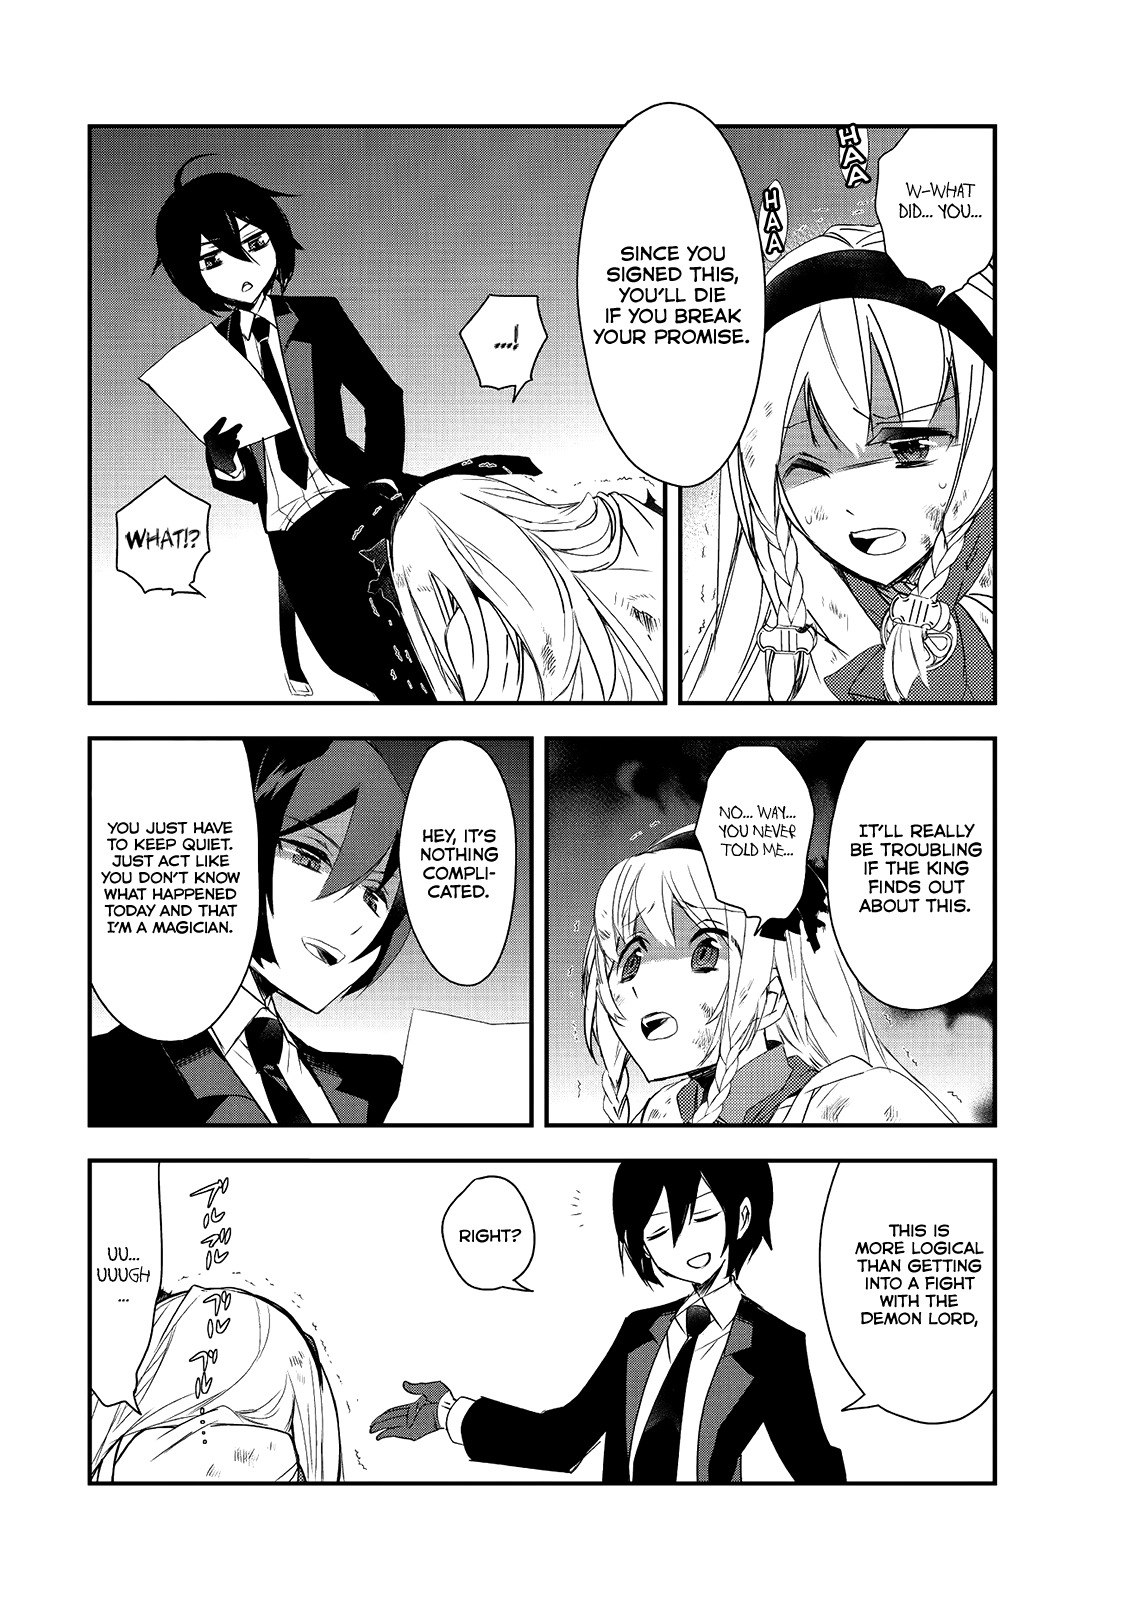 W-WHAT
DID... YOU...
HAA
HAA
SINCE YOU
SIGNED THIS,
YOU'LL DIE
IF YOU BREAK
YOUR PROMISE.
...!
WHAT!?
IT'LL REALLY
BE TROUBLING
IF THE KING
FINDS OUT
ABOUT THIS.
NO... WAY...
YOU NEVER
TOLD ME...
HEY, IT'S
NOTHING
COMPLI-
CATED.
YOU JUST HAVE
TO KEEP QUIET.
JUST ACT LIKE
YOU DON'T KNOW
WHAT HAPPENED
TODAY AND THAT
I'M A MAGICIAN.
THIS IS
MORE LOGICAL
THAN GETTING
INTO A FIGHT
WITH THE
DEMON LORD,
RIGHT?
UU...
UUUGH
...